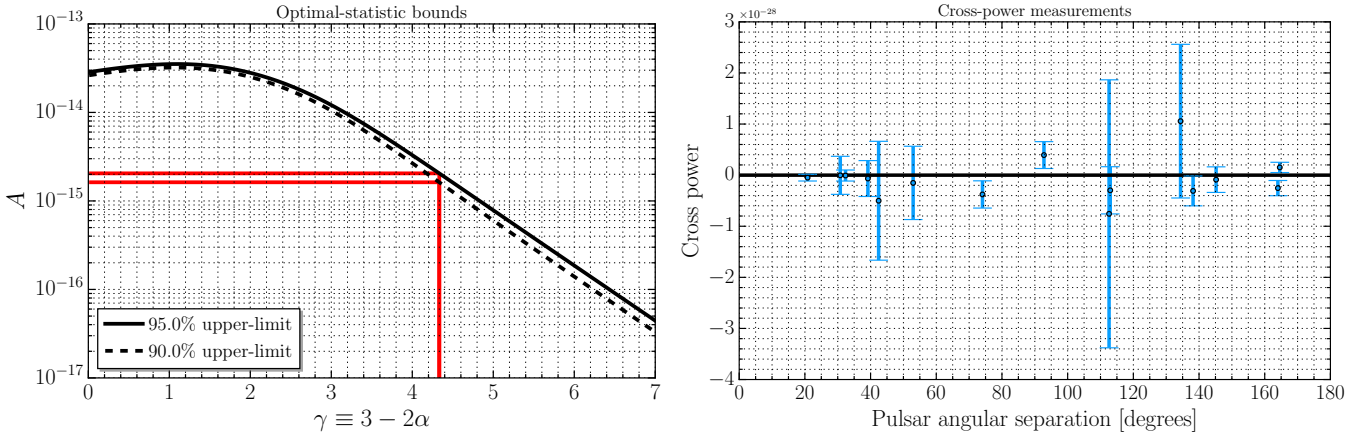 Optimal-statistic bounds
10⁻¹³
10⁻¹⁴
10⁻¹⁵
10⁻¹⁶
10⁻¹⁷
A
95.0% upper-limit
90.0% upper-limit
0 1 2 3 4 5 6 7
γ ≡ 3 − 2α
Cross-power measurements
×10⁻²⁸
3
2
1
0
−1
−2
−3
−4
Cross power
0 20 40 60 80 100 120 140 160 180
Pulsar angular separation [degrees]